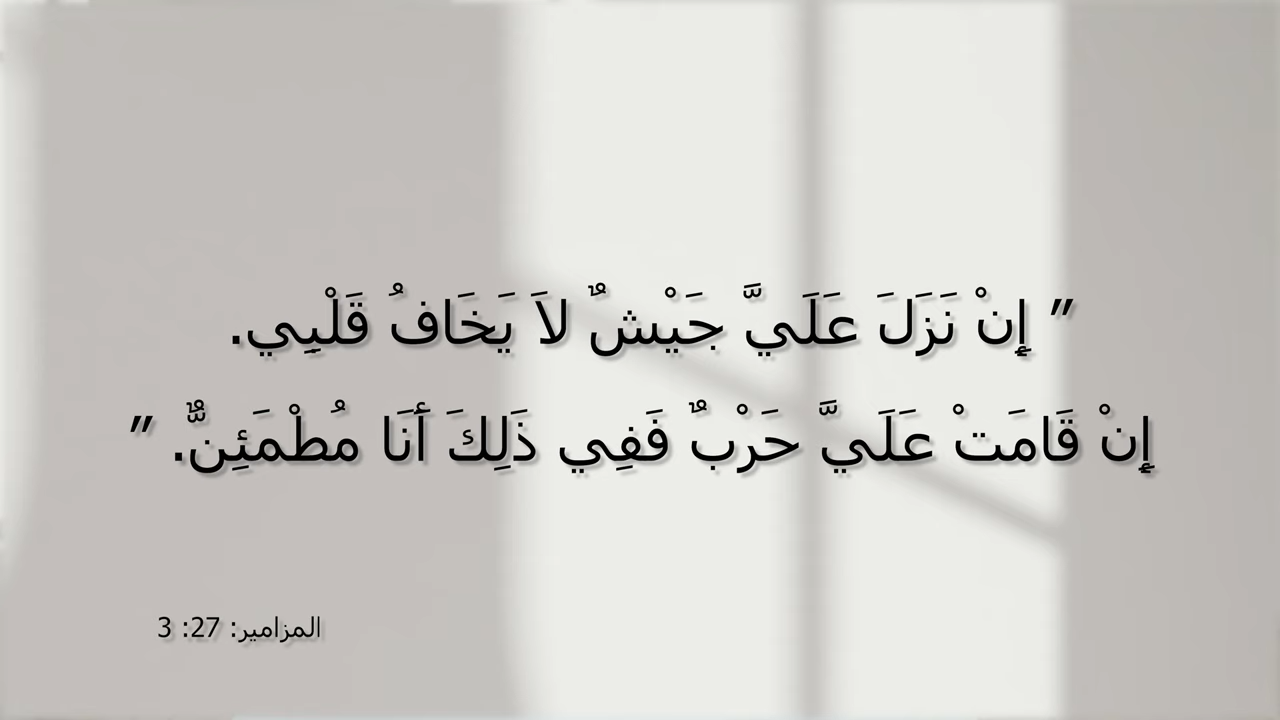 ” إِنْ نَزَلَ عَلَيَّ جَيْشٌ لاَ يَخَافُ قَلْبِي.
إِنْ قَامَتْ عَلَيَّ حَرْبٌ فَفِي ذَلِكَ أَنَا مُطْمَئِنٌّ. ”
المزامير: 27: 3